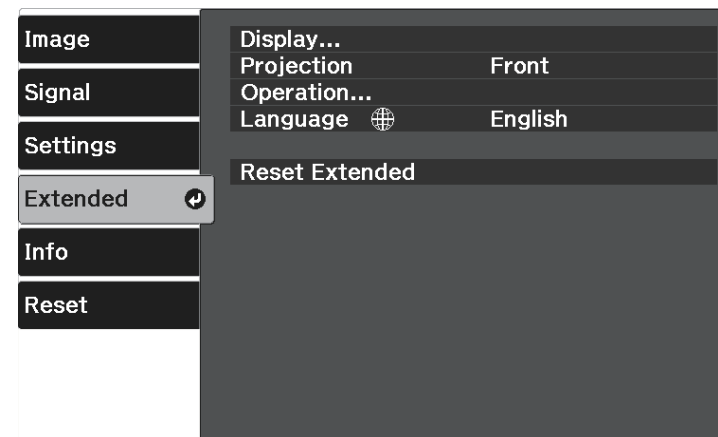 Image
Signal
Settings
Extended
Info
Reset
Display...
Projection Front
Operation...
Language English
Reset Extended